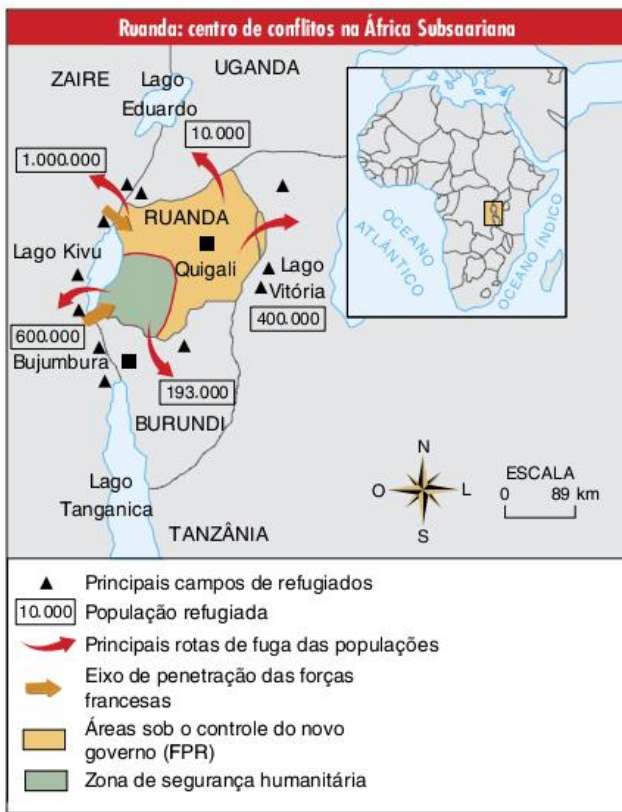 Ruanda: centro de conflitos na África Subsaariana
ZAIRE
Lago
Eduardo
UGANDA
10.000
1.000.000
RUANDA
Quigali
Lago Kivu
Lago
Vitória
400.000
600.000
Bujumbura
193.000
BURUNDI
Lago
Tanganica
TANZÂNIA
OCEANO
ATLÂNTICO
OCEANO ÍNDICO
N
O
L
S
ESCALA
0 89 km
Principais campos de refugiados
10.000 População refugiada
Principais rotas de fuga das populações
Eixo de penetração das forças
francesas
Áreas sob o controle do novo
governo (FPR)
Zona de segurança humanitária